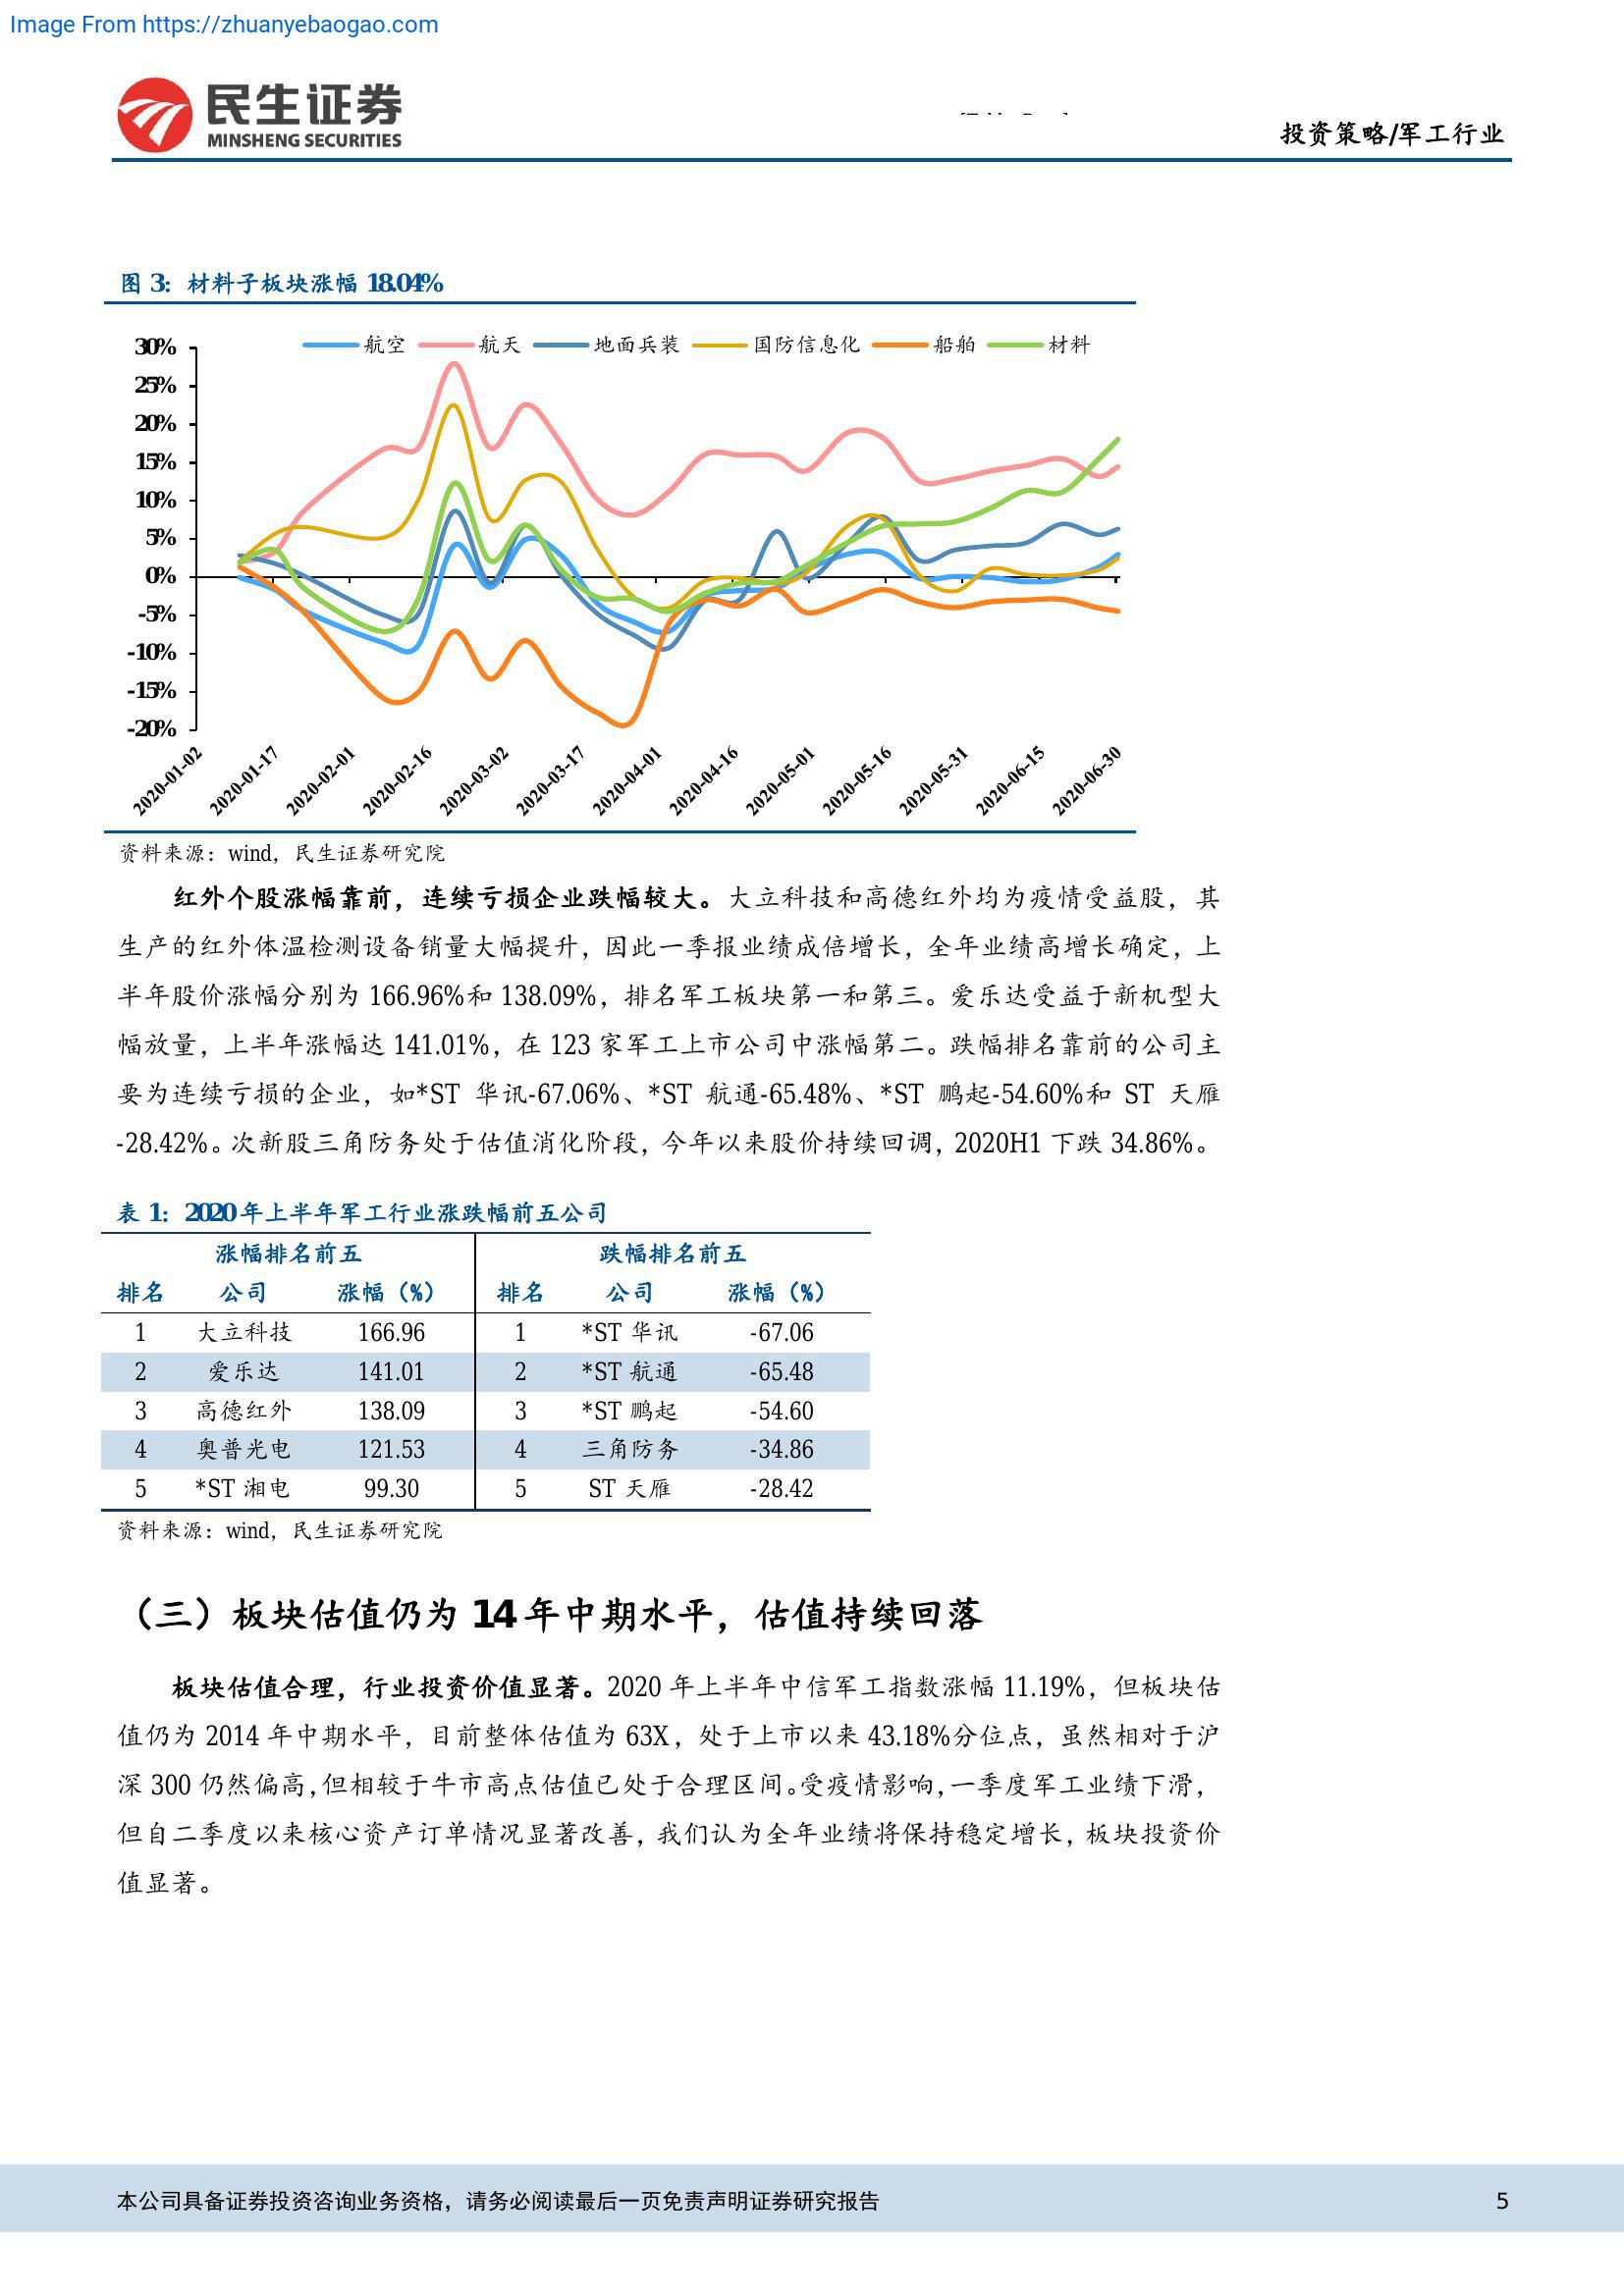 Image From https://zhuanyebaogao.com
民生证券
MINSHENG SECURITIES
投资策略/军工行业
图 3：材料子板块涨幅 18.04%
航空 航天 地面兵装 国防信息化 船舶 材料
30%
25%
20%
15%
10%
5%
0%
-5%
-10%
-15%
-20%
2020-01-02 2020-01-17 2020-02-01 2020-02-16 2020-03-02 2020-03-17 2020-04-01 2020-04-16 2020-05-01 2020-05-16 2020-05-31 2020-06-15 2020-06-30
资料来源：wind，民生证券研究院
红外个股涨幅靠前，连续亏损企业跌幅较大。大立科技和高德红外均为疫情受益股，其
生产的红外体温检测设备销量大幅提升，因此一季报业绩成倍增长，全年业绩高增长确定，上
半年股价涨幅分别为 166.96%和 138.09%，排名军工板块第一和第三。爱乐达受益于新机型大
幅放量，上半年涨幅达 141.01%，在 123 家军工上市公司中涨幅第二。跌幅排名靠前的公司主
要为连续亏损的企业，如*ST 华讯-67.06%、*ST 航通-65.48%、*ST 鹏起-54.60%和 ST 天雁
-28.42%。次新股三角防务处于估值消化阶段，今年以来股价持续回调，2020H1 下跌 34.86%。
表 1：2020 年上半年军工行业涨跌幅前五公司
涨幅排名前五 跌幅排名前五
排名 公司 涨幅（%） 排名 公司 涨幅（%）
1 大立科技 166.96 1 *ST 华讯 -67.06
2 爱乐达 141.01 2 *ST 航通 -65.48
3 高德红外 138.09 3 *ST 鹏起 -54.60
4 奥普光电 121.53 4 三角防务 -34.86
5 *ST 湘电 99.30 5 ST 天雁 -28.42
资料来源：wind，民生证券研究院
（三）板块估值仍为 14 年中期水平，估值持续回落
板块估值合理，行业投资价值显著。2020 年上半年中信军工指数涨幅 11.19%，但板块估
值仍为 2014 年中期水平，目前整体估值为 63X，处于上市以来 43.18%分位点，虽然相对于沪
深 300 仍然偏高，但相较于牛市高点估值已处于合理区间。受疫情影响，一季度军工业绩下滑，
但自二季度以来核心资产订单情况显著改善，我们认为全年业绩将保持稳定增长，板块投资价
值显著。
本公司具备证券投资咨询业务资格，请务必阅读最后一页免责声明证券研究报告 5